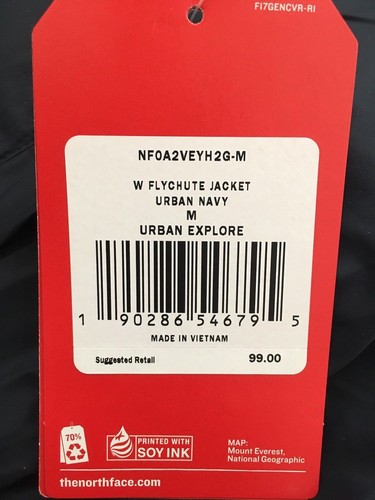 FI7GENCVR-RI
NF0A2VEYH2G-M
W FLYCHUTE JACKET
URBAN NAVY
M
URBAN EXPLORE
1 90286 54679 5
MADE IN VIETNAM
Suggested Retail 99.00
70%
PRINTED WITH
SOY INK
MAP:
Mount Everest,
National Geographic
thenorthface.com